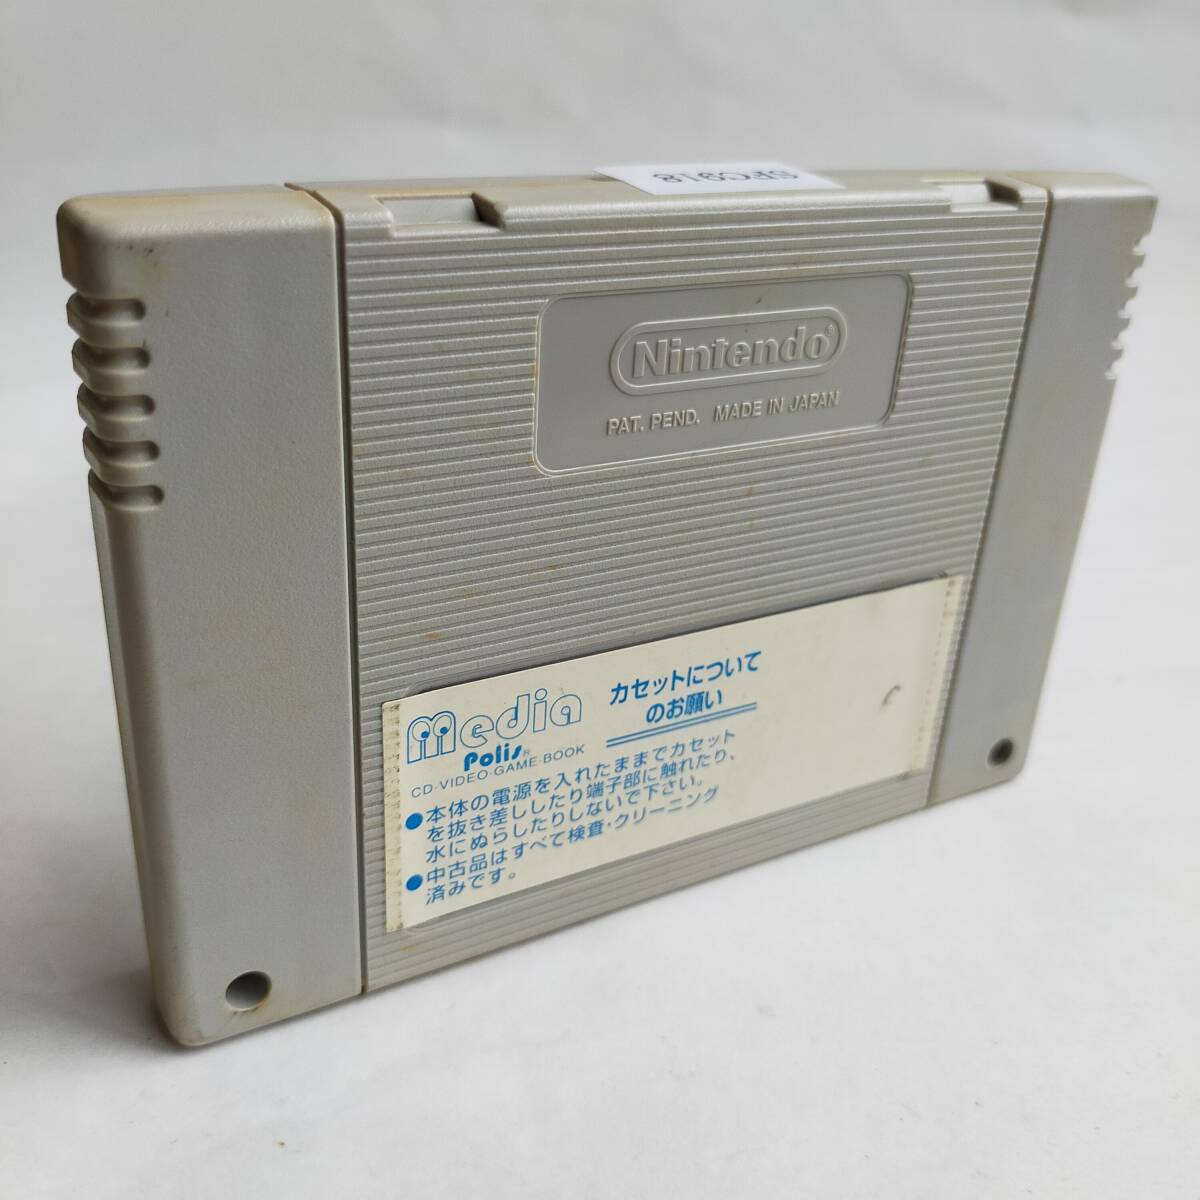 SFC918
Nintendo®
PAT. PEND. MADE IN JAPAN
media
Polis®
CD·VIDEO·GAME·BOOK
カセットについて
のお願い
●本体の電源を入れたままでカセット
を抜き差ししたり端子部に触れたり、
水にぬらしたりしないで下さい。
●中古品はすべて検査・クリーニング
済みです。